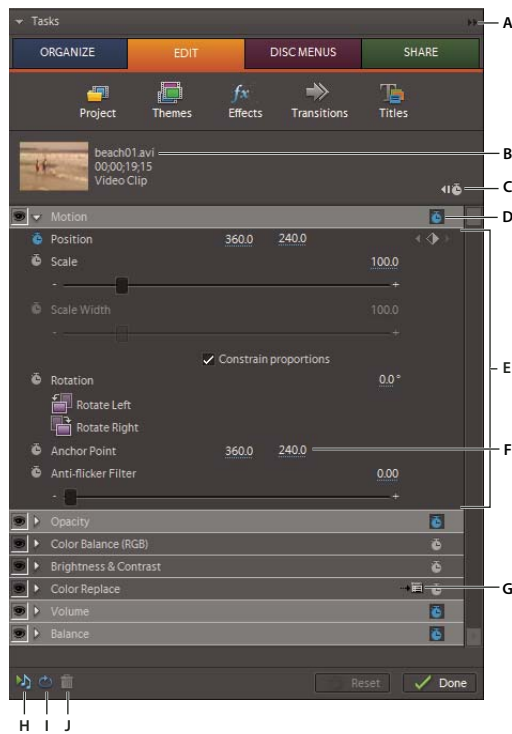 Tasks
A
ORGANIZE EDIT DISC MENUS SHARE
Project Themes Effects Transitions Titles
beach01.avi
B
00;00;19;15
Video Clip
C
Motion
D
Position 360.0 240.0
Scale 100.0
- +
Scale Width 100.0
- +
Constrain proportions
E
Rotation 0.0°
Rotate Left
Rotate Right
Anchor Point 360.0 240.0
F
Anti-flicker Filter 0.00
- +
Opacity
Color Balance (RGB)
Brightness & Contrast
Color Replace
G
Volume
Balance
Reset Done
H I J